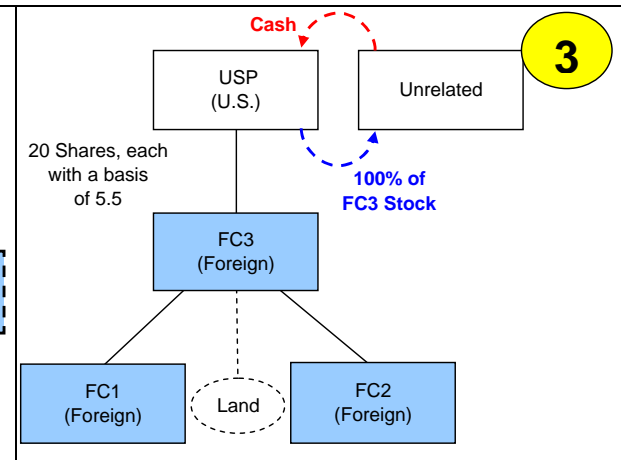 Cash
3
USP
(U.S.)
Unrelated
20 Shares, each
with a basis
of 5.5
100% of
FC3 Stock
FC3
(Foreign)
FC1
(Foreign)
Land
FC2
(Foreign)